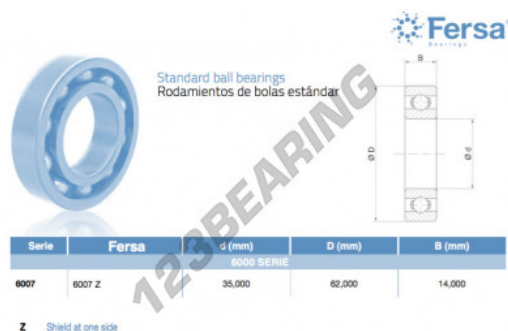 Fersa
Bearings
Standard ball bearings
Rodamientos de bolas estándar
B
Ø D
Ø d
123BEARING
Serie Fersa d (mm) D (mm) B (mm)
6000 SERIE
6007 6007 Z 35,000 62,000 14,000
Z Shield at one side